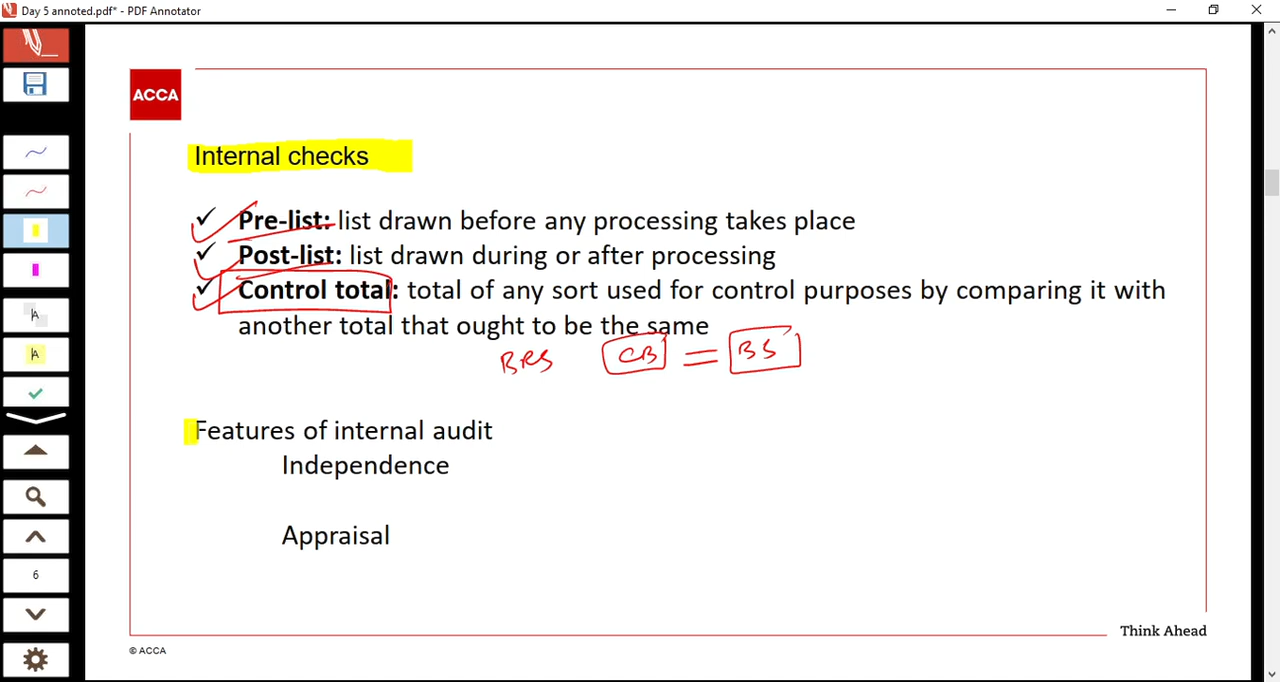 Day 5 annoted.pdf* - PDF Annotator
ACCA
Internal checks
✓ Pre-list: list drawn before any processing takes place
✓ Post-list: list drawn during or after processing
✓ Control total: total of any sort used for control purposes by comparing it with
another total that ought to be the same
BRS CB = BS
Features of internal audit
Independence
Appraisal
6
Think Ahead
© ACCA